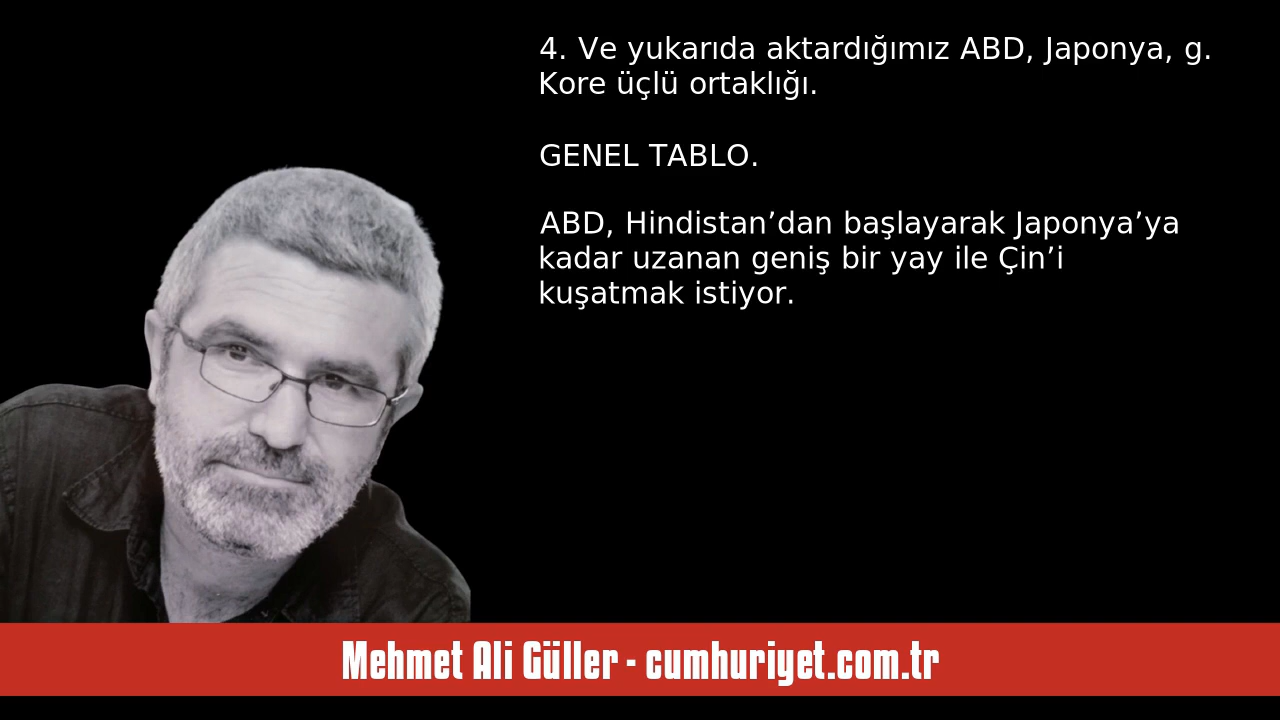 4. Ve yukarıda aktardığımız ABD, Japonya, g.
Kore üçlü ortaklığı.
GENEL TABLO.
ABD, Hindistan’dan başlayarak Japonya’ya
kadar uzanan geniş bir yay ile Çin’i
kuşatmak istiyor.
Mehmet Ali Güller - cumhuriyet.com.tr